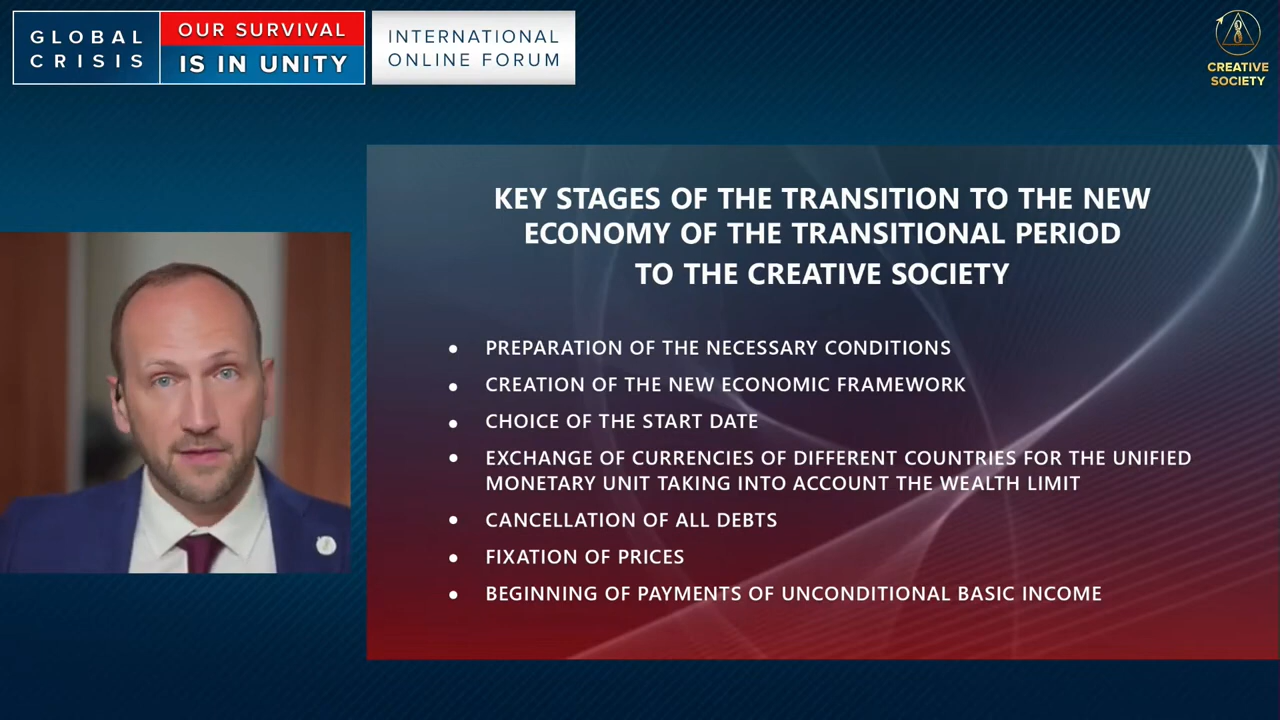 GLOBAL
CRISIS
OUR SURVIVAL
IS IN UNITY
INTERNATIONAL
ONLINE FORUM
CREATIVE
SOCIETY
KEY STAGES OF THE TRANSITION TO THE NEW
ECONOMY OF THE TRANSITIONAL PERIOD
TO THE CREATIVE SOCIETY
• PREPARATION OF THE NECESSARY CONDITIONS
• CREATION OF THE NEW ECONOMIC FRAMEWORK
• CHOICE OF THE START DATE
• EXCHANGE OF CURRENCIES OF DIFFERENT COUNTRIES FOR THE UNIFIED
MONETARY UNIT TAKING INTO ACCOUNT THE WEALTH LIMIT
• CANCELLATION OF ALL DEBTS
• FIXATION OF PRICES
• BEGINNING OF PAYMENTS OF UNCONDITIONAL BASIC INCOME